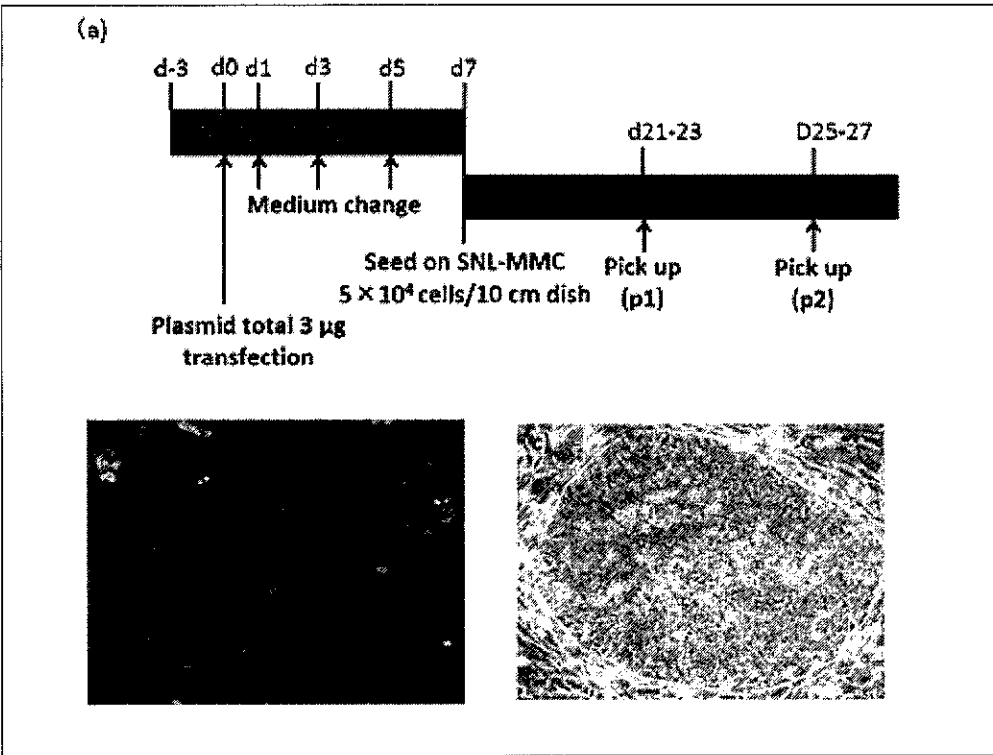 (a)
d-3 d0 d1 d3 d5 d7
d21-23 D25-27
Medium change
Seed on SNL-MMC
5 × 10⁴ cells/10 cm dish
Pick up
(p1)
Pick up
(p2)
Plasmid total 3 μg
transfection